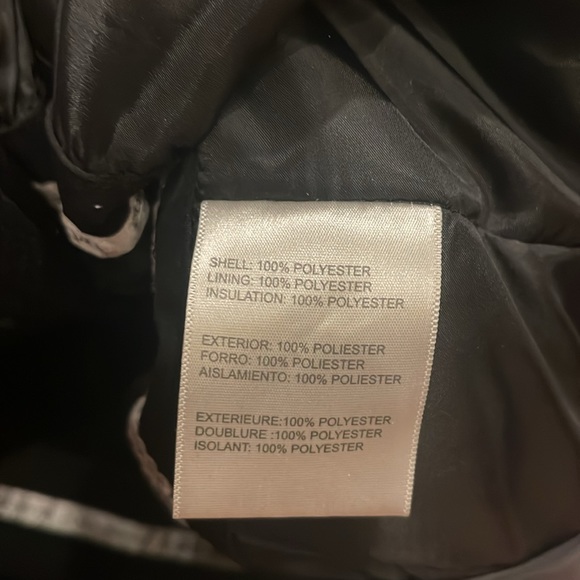 SHELL: 100% POLYESTER
LINING: 100% POLYESTER
INSULATION: 100% POLYESTER
EXTERIOR: 100% POLIESTER
FORRO: 100% POLIESTER
AISLAMIENTO: 100% POLIESTER
EXTERIEURE:100% POLYESTER
DOUBLURE :100% POLYESTER
ISOLANT: 100% POLYESTER